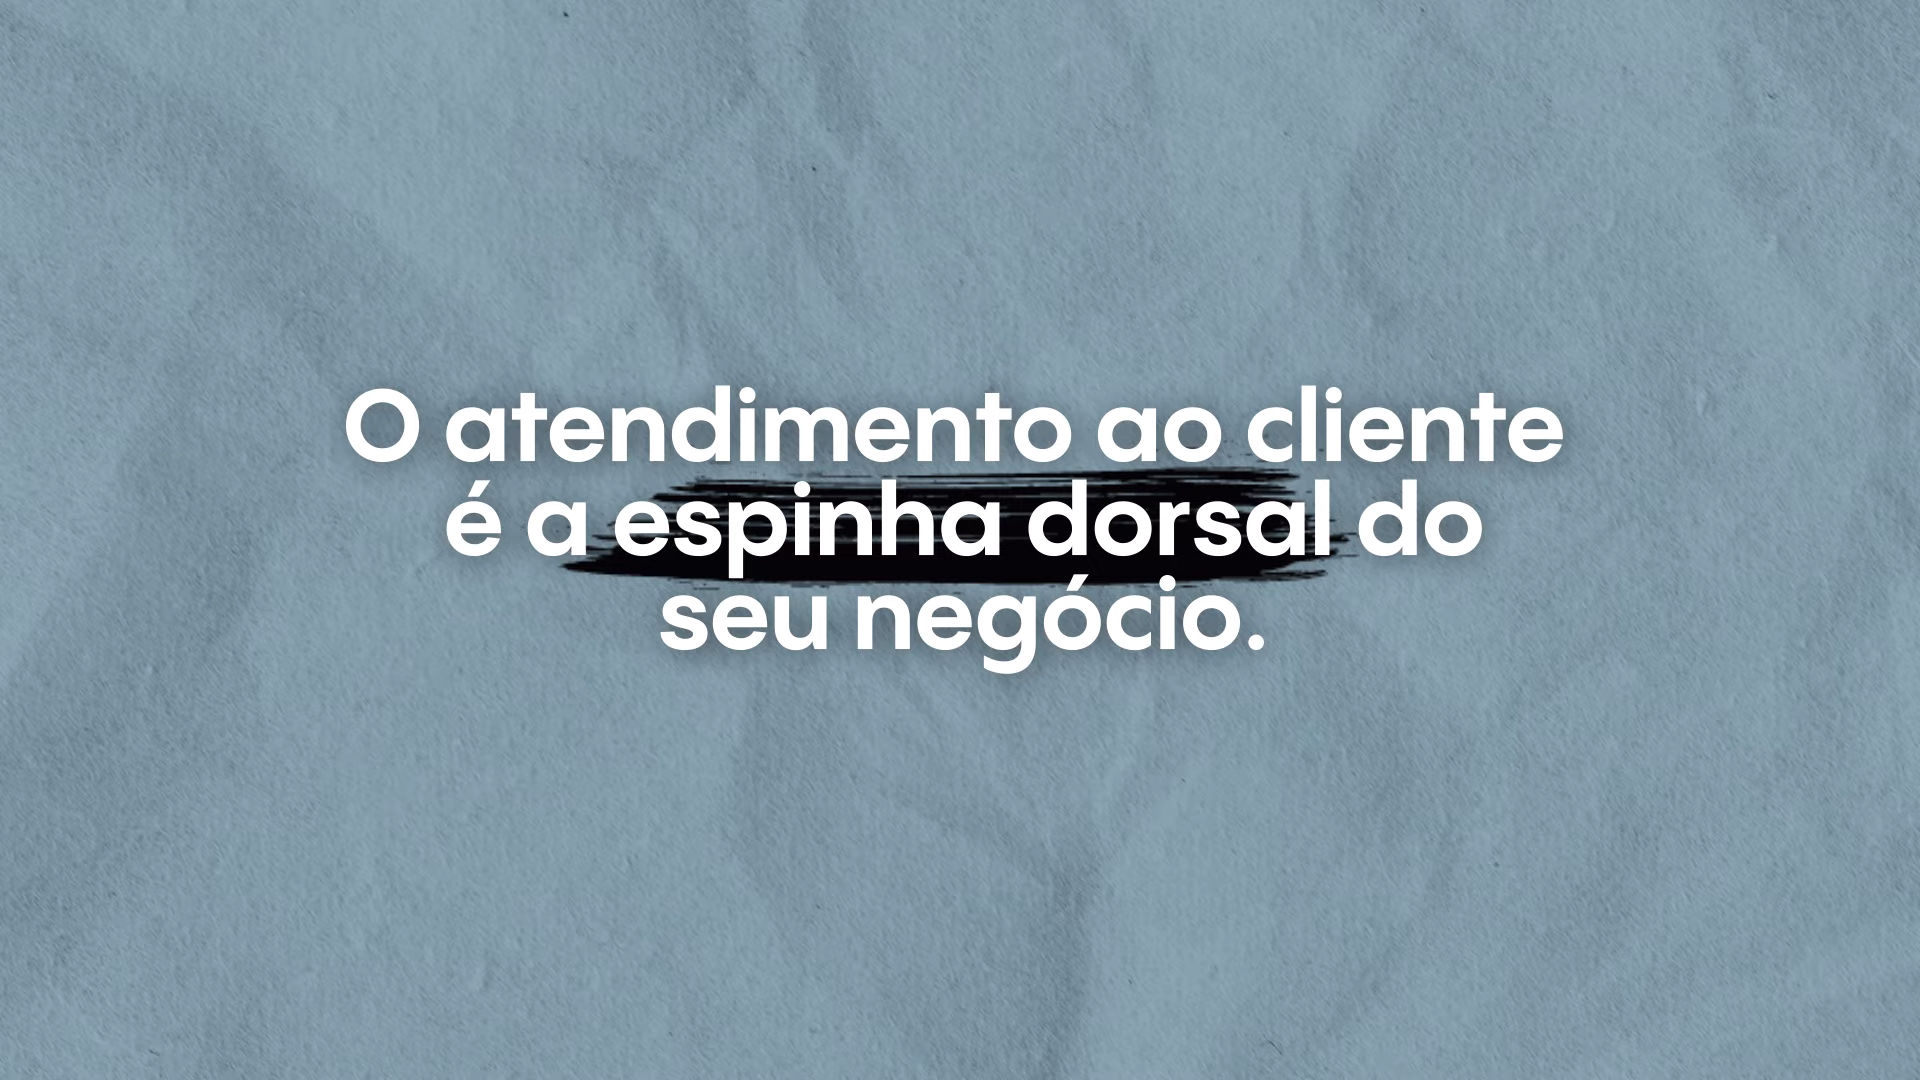 O atendimento ao cliente
é a espinha dorsal do
seu negócio.